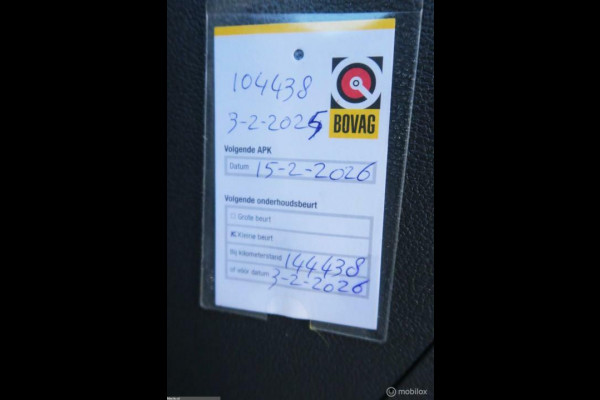 104438
3-2-2025
BOVAG
Volgende APK
Datum 15-2-2026
Volgende onderhoudsbeurt
Grote beurt
Kleine beurt
Bij kilometerstand 144438
of vóór datum 3-2-2026
mobilox